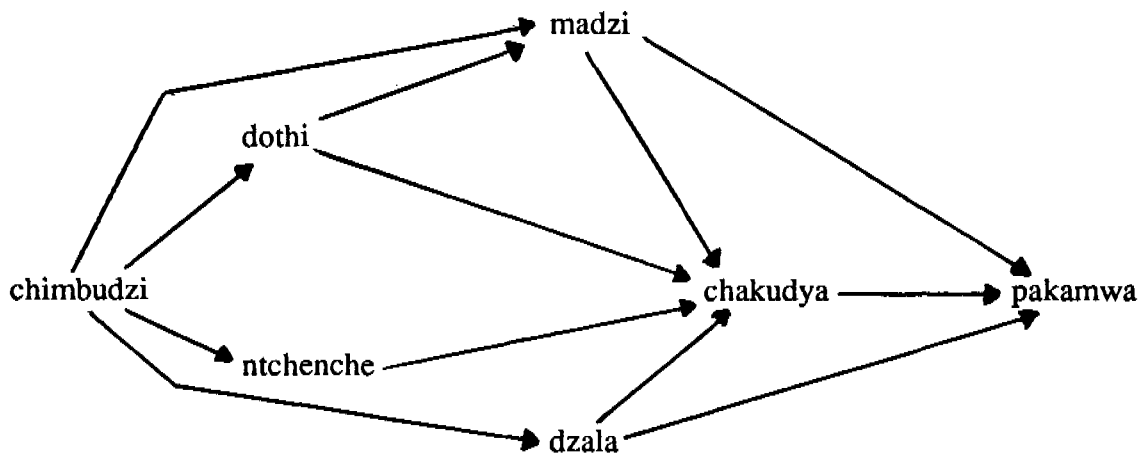 madzi
dothi
chimbudzi
chakudya
pakamwa
ntchenche
dzala